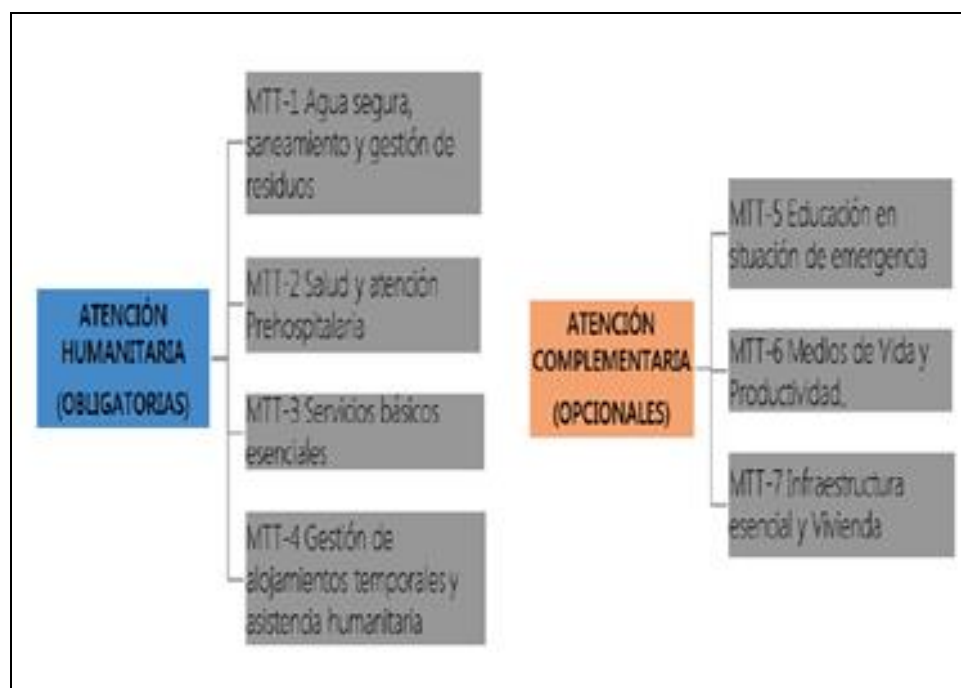 ATENCIÓN
HUMANITARIA
(OBLIGATORIAS)
MTT-1 Agua segura,
saneamiento y gestión de
residuos
MTT-2 Salud y atención
Prehospitalaria
MTT-3 Servicios básicos
esenciales
MTT-4 Gestión de
alojamientos temporales y
asistencia humanitaria
ATENCIÓN
COMPLEMENTARIA
(OPCIONALES)
MTT-5 Educación en
situación de emergencia
MTT-6 Medios de Vida y
Productividad,
MTT-7 Infraestructura
esencial y Vivienda